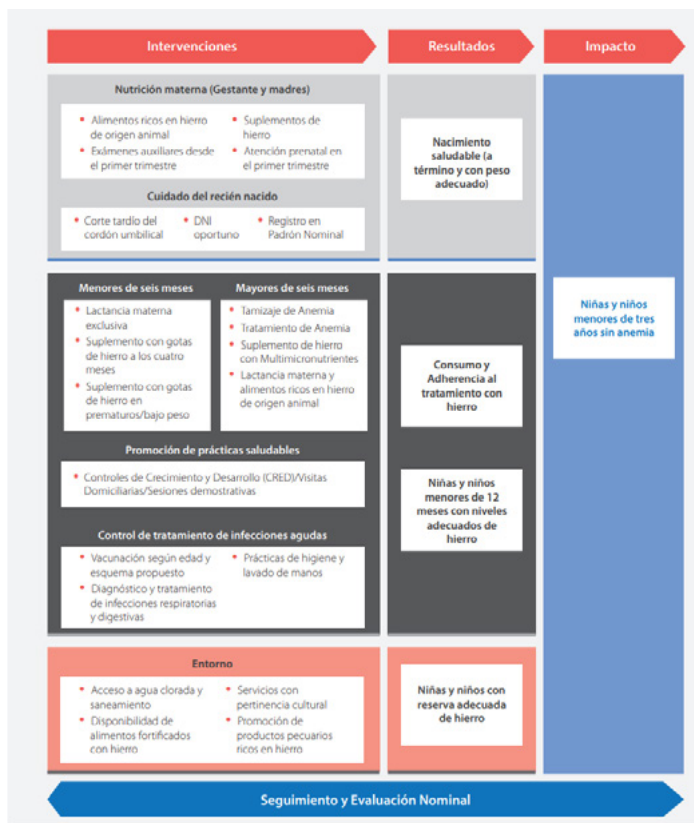 Intervenciones
Resultados
Impacto
Nutrición materna (Gestante y madres)
* Alimentos ricos en hierro
de origen animal
* Exámenes auxiliares desde
el primer trimestre
* Suplementos de
hierro
* Atención prenatal en
el primer trimestre
Cuidado del recién nacido
* Corte tardío del
cordón umbilical
* DNI
oportuno
* Registro en
Padrón Nominal
Nacimiento
saludable (a
término y con peso
adecuado)
Menores de seis meses
* Lactancia materna
exclusiva
* Suplemento con gotas
de hierro a los cuatro
meses
* Suplemento con gotas
de hierro en
prematuros/bajo peso
Mayores de seis meses
* Tamizaje de Anemia
* Tratamiento de Anemia
* Suplemento de hierro
con Multimicronutrientes
* Lactancia materna y
alimentos ricos en hierro
de origen animal
Promoción de prácticas saludables
* Controles de Crecimiento y Desarrollo (CRED)/Visitas
Domiciliarias/Sesiones demostrativas
Control de tratamiento de infecciones agudas
* Vacunación según edad y
esquema propuesto
* Diagnóstico y tratamiento
de infecciones respiratorias
y digestivas
* Prácticas de higiene y
lavado de manos
Consumo y
Adherencia al
tratamiento con
hierro
Niñas y niños
menores de 12
meses con niveles
adecuados de
hierro
Niñas y niños
menores de tres
años sin anemia
Entorno
* Acceso a agua clorada y
saneamiento
* Disponibilidad de
alimentos fortificados
con hierro
* Servicios con
pertinencia cultural
* Promoción de
productos pecuarios
ricos en hierro
Niñas y niños con
reserva adecuada
de hierro
Seguimiento y Evaluación Nominal